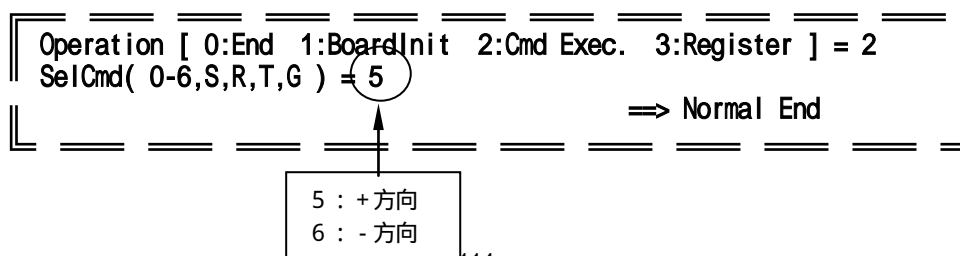 Operation [ 0:End 1:BoardInit 2:Cmd Exec. 3:Register ] = 2
SelCmd( 0-6,S,R,T,G ) = 5
==> Normal End
5 : +方向
6 : -方向